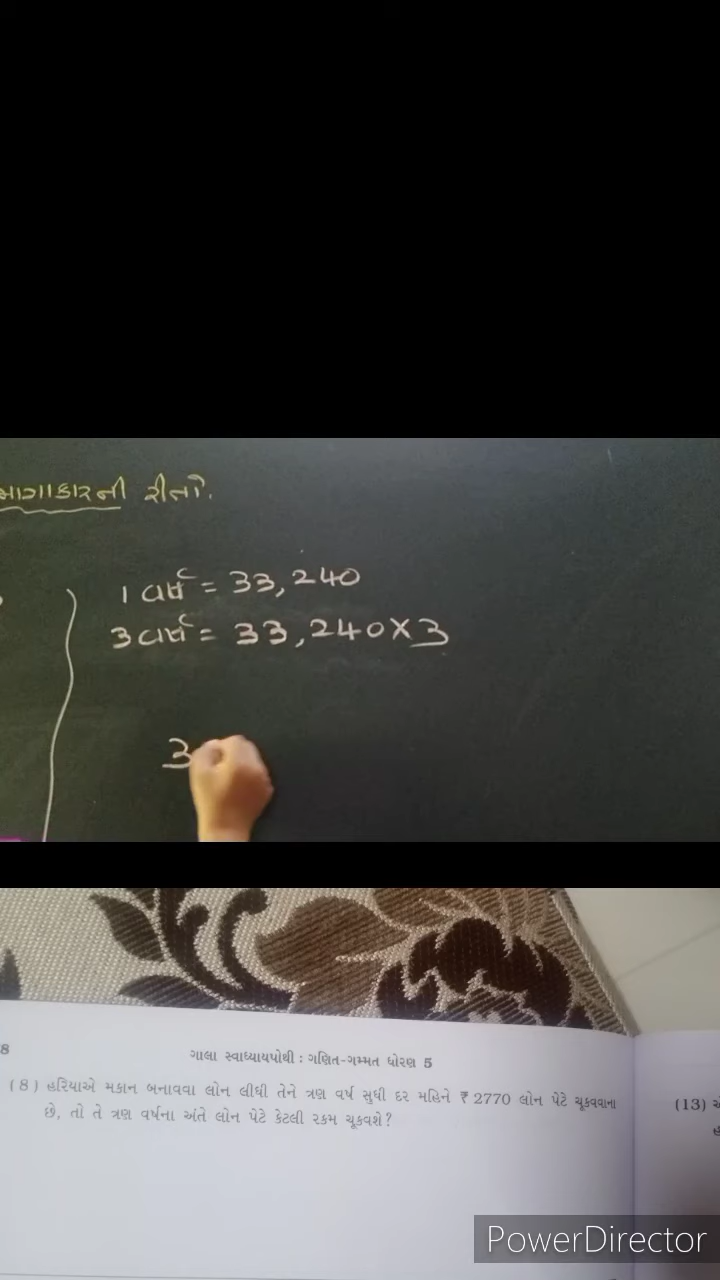 ભાગાકારની રીતો.
1 વર્ષ = 33,240
3 વર્ષ = 33,240 X 3
3
8
ગાલા સ્વાધ્યાયપોથી : ગણિત-ગમ્મત ધોરણ 5
(8) હરિયાએ મકાન બનાવવા લોન લીધી તેને ત્રણ વર્ષ સુધી દર મહિને ₹ 2770 લોન પેટે ચૂકવવાના
(13)
છે, તો તે ત્રણ વર્ષના અંતે લોન પેટે કેટલી રકમ ચૂકવશે?
PowerDirector